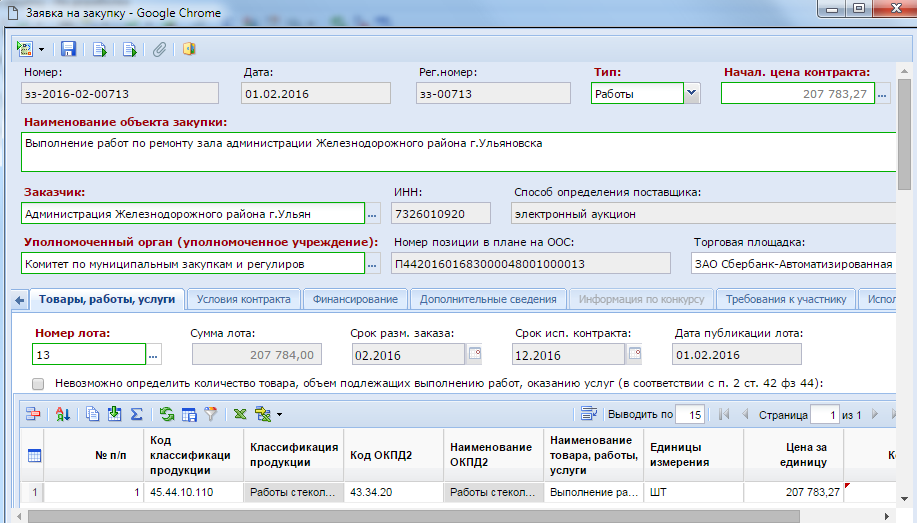 Заявка на закупку - Google Chrome
Номер: Дата: Рег.номер: Тип: Начал. цена контракта:
зз-2016-02-00713 01.02.2016 зз-00713 Работы 207 783,27 ...
Наименование объекта закупки:
Выполнение работ по ремонту зала администрации Железнодорожного района г.Ульяновска
Заказчик: ИНН: Способ определения поставщика:
Администрация Железнодорожного района г.Ульян ... 7326010920 электронный аукцион
Уполномоченный орган (уполномоченное учреждение): Номер позиции в плане на ООС: Торговая площадка:
Комитет по муниципальным закупкам и регулиров ... П44201601683000048001000013 ЗАО Сбербанк-Автоматизированная
Товары, работы, услуги Условия контракта Финансирование Дополнительные сведения Информация по конкурсу Требования к участнику Испол
Номер лота: Сумма лота: Срок разм. заказа: Срок исп. контракта: Дата публикации лота:
13 ... 207 784,00 02.2016 12.2016 01.02.2016
Невозможно определить количество товара, объем подлежащих выполнению работ, оказанию услуг (в соответствии с п. 2 ст. 42 фз 44):
Выводить по 15 Страница 1 из 1
№ п/п Код классификаци продукции Классификация продукции Код ОКПД2 Наименование ОКПД2 Наименование товара, работы, услуги Единицы измерения Цена за единицу К
1 1 45.44.10.110 Работы стекол... 43.34.20 Работы стекол... Выполнение ра... ШТ 207 783,27